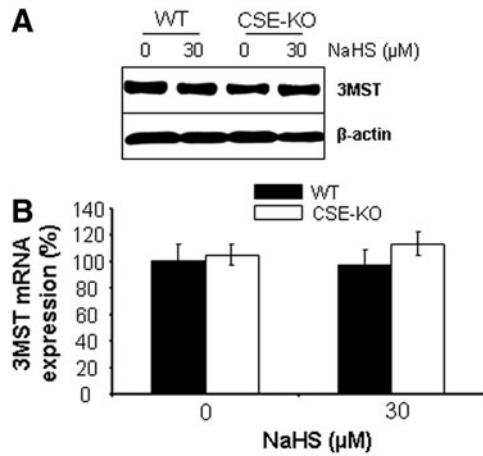 A
WT CSE-KO
0 30 0 30 NaHS (µM)
3MST
β-actin
B
WT
CSE-KO
3MST mRNA
expression (%)
140
120
100
80
60
40
20
0
0 30
NaHS (µM)